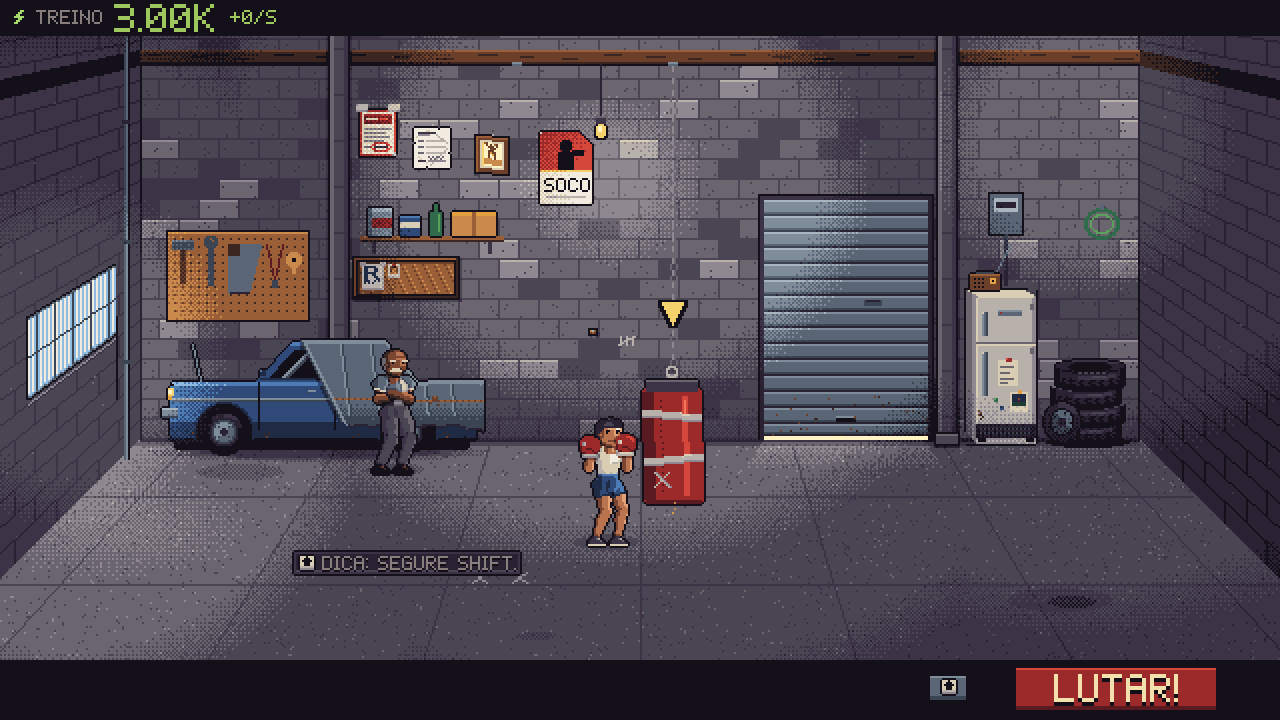 TREINO 3.00K +0/S
SOCO
R
DICA: SEGURE SHIFT.
LUTAR!